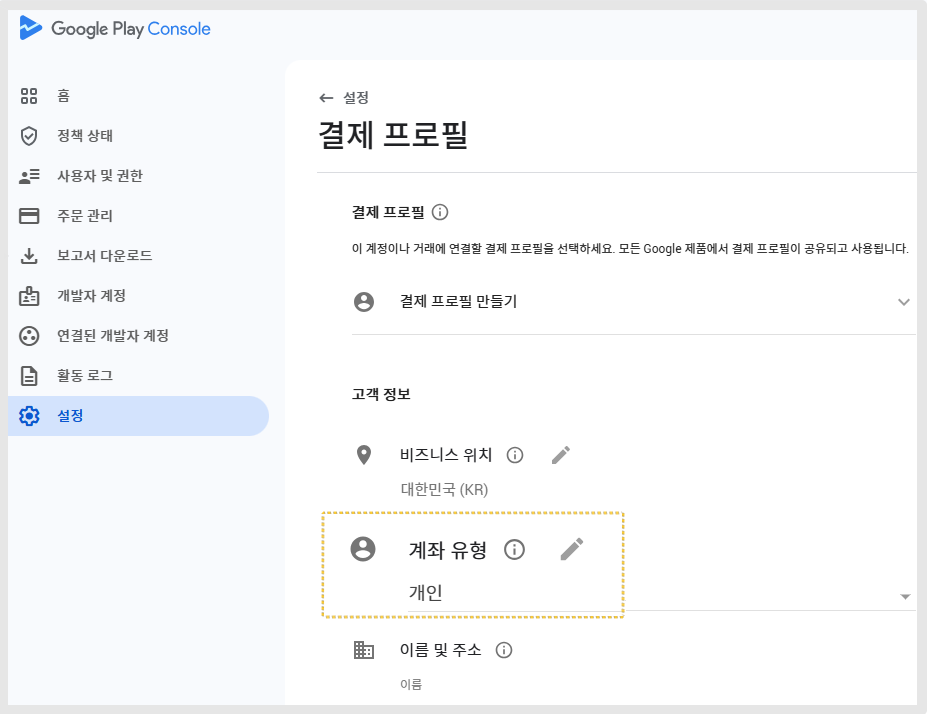 Google Play Console
홈
정책 상태
사용자 및 권한
주문 관리
보고서 다운로드
개발자 계정
연결된 개발자 계정
활동 로그
설정
← 설정
결제 프로필
결제 프로필
이 계정이나 거래에 연결할 결제 프로필을 선택하세요. 모든 Google 제품에서 결제 프로필이 공유되고 사용됩니다.
결제 프로필 만들기
고객 정보
비즈니스 위치
대한민국 (KR)
계좌 유형
개인
이름 및 주소
이름